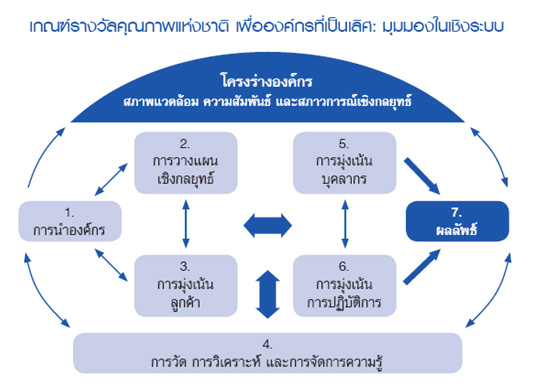 เกณฑ์รางวัลคุณภาพแห่งชาติ เพื่อองค์กรที่เป็นเลิศ: มุมมองในเชิงระบบ
โครงร่างองค์กร
สภาพแวดล้อม ความสัมพันธ์ และสภาวการณ์เชิงกลยุทธ์
2.
การวางแผน
เชิงกลยุทธ์
5.
การมุ่งเน้น
บุคลากร
1.
การนำองค์กร
7.
ผลลัพธ์
3.
การมุ่งเน้น
ลูกค้า
6.
การมุ่งเน้น
การปฏิบัติการ
4.
การวัด การวิเคราะห์ และการจัดการความรู้